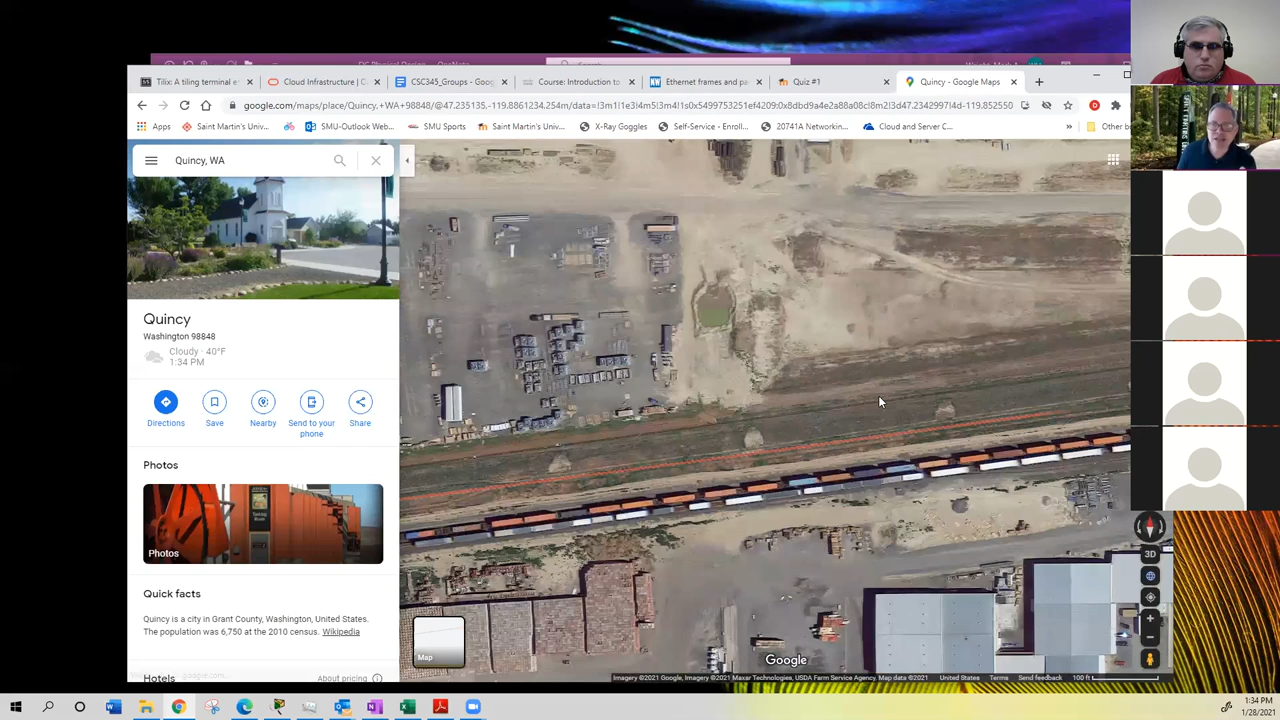 Tilix: A tiling terminal e
Cloud Infrastructure | C
CSC345_Groups - Goo
Course: Introduction to
Ethernet frames and pa
Quiz #1
Quincy - Google Maps
google.com/maps/place/Quincy,+WA+98848/@47.2351151,-119.8861234,254m/data=!3m1!1e3!4m5!3m4!1s0x5499753251ef4209:0x8dbd9a4e2a88a08c!8m2!3d47.2342997!4d-119.852550
Apps
Saint Martin's Univ...
SMU-Outlook Web...
SMU Sports
Saint Martin's Univ...
X-Ray Goggles
Self-Service - Enroll...
20741A Networkin...
Cloud and Server C...
»
Other b
Quincy, WA
Quincy
Washington 98848
Cloudy · 40°F
1:34 PM
Directions
Save
Nearby
Send to your
phone
Share
Photos
Photos
Quick facts
Quincy is a city in Grant County, Washington, United States.
The population was 6,750 at the 2010 census. Wikipedia
Hotels
About pricing
Map
Google
3D
Imagery ©2021 Google, Imagery ©2021 Maxar Technologies, USDA Farm Service Agency, Map data ©2021
United States
Terms
Send feedback
100 ft
1:34 PM
1/28/2021